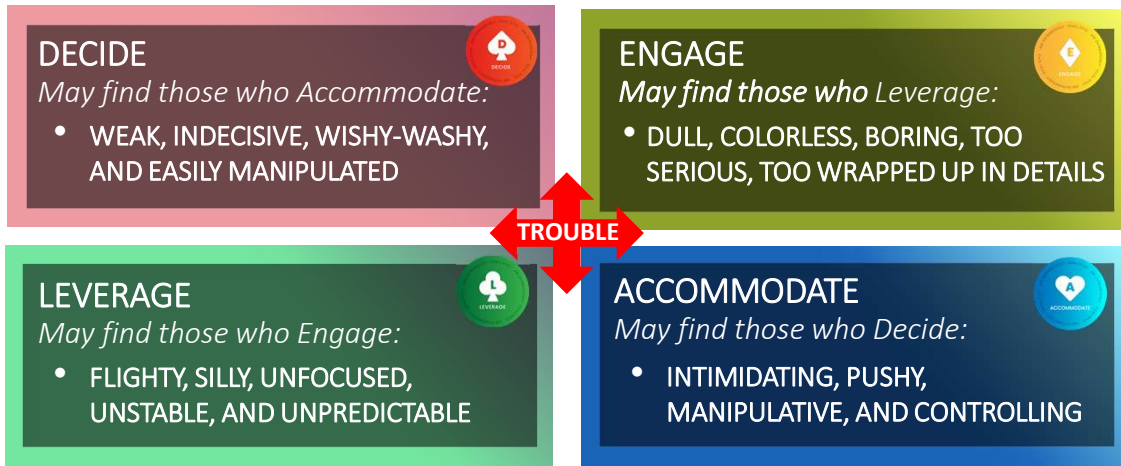 DECIDE
May find those who Accommodate:
• WEAK, INDECISIVE, WISHY-WASHY,
AND EASILY MANIPULATED
D
DECIDE
ENGAGE
May find those who Leverage:
• DULL, COLORLESS, BORING, TOO
SERIOUS, TOO WRAPPED UP IN DETAILS
E
ENGAGE
TROUBLE
LEVERAGE
May find those who Engage:
• FLIGHTY, SILLY, UNFOCUSED,
UNSTABLE, AND UNPREDICTABLE
L
LEVERAGE
ACCOMMODATE
May find those who Decide:
• INTIMIDATING, PUSHY,
MANIPULATIVE, AND CONTROLLING
A
ACCOMMODATE